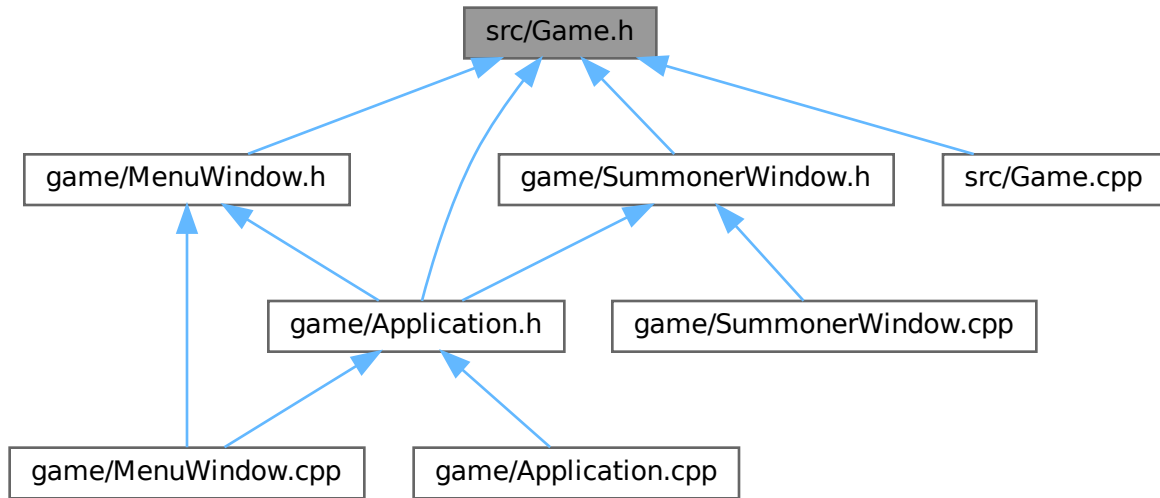 src/Game.h
game/MenuWindow.h
game/SummonerWindow.h
src/Game.cpp
game/Application.h
game/SummonerWindow.cpp
game/MenuWindow.cpp
game/Application.cpp